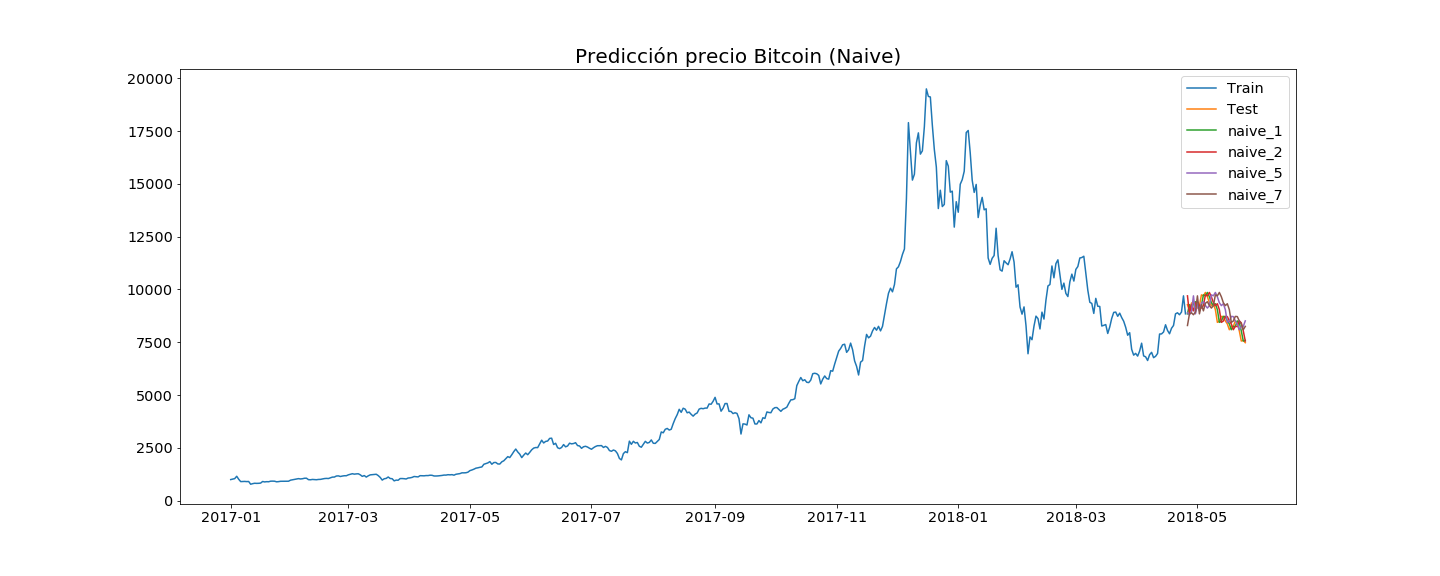 Predicción precio Bitcoin (Naive)
20000
17500
15000
12500
10000
7500
5000
2500
0
Train
Test
naive_1
naive_2
naive_5
naive_7
2017-01 2017-03 2017-05 2017-07 2017-09 2017-11 2018-01 2018-03 2018-05